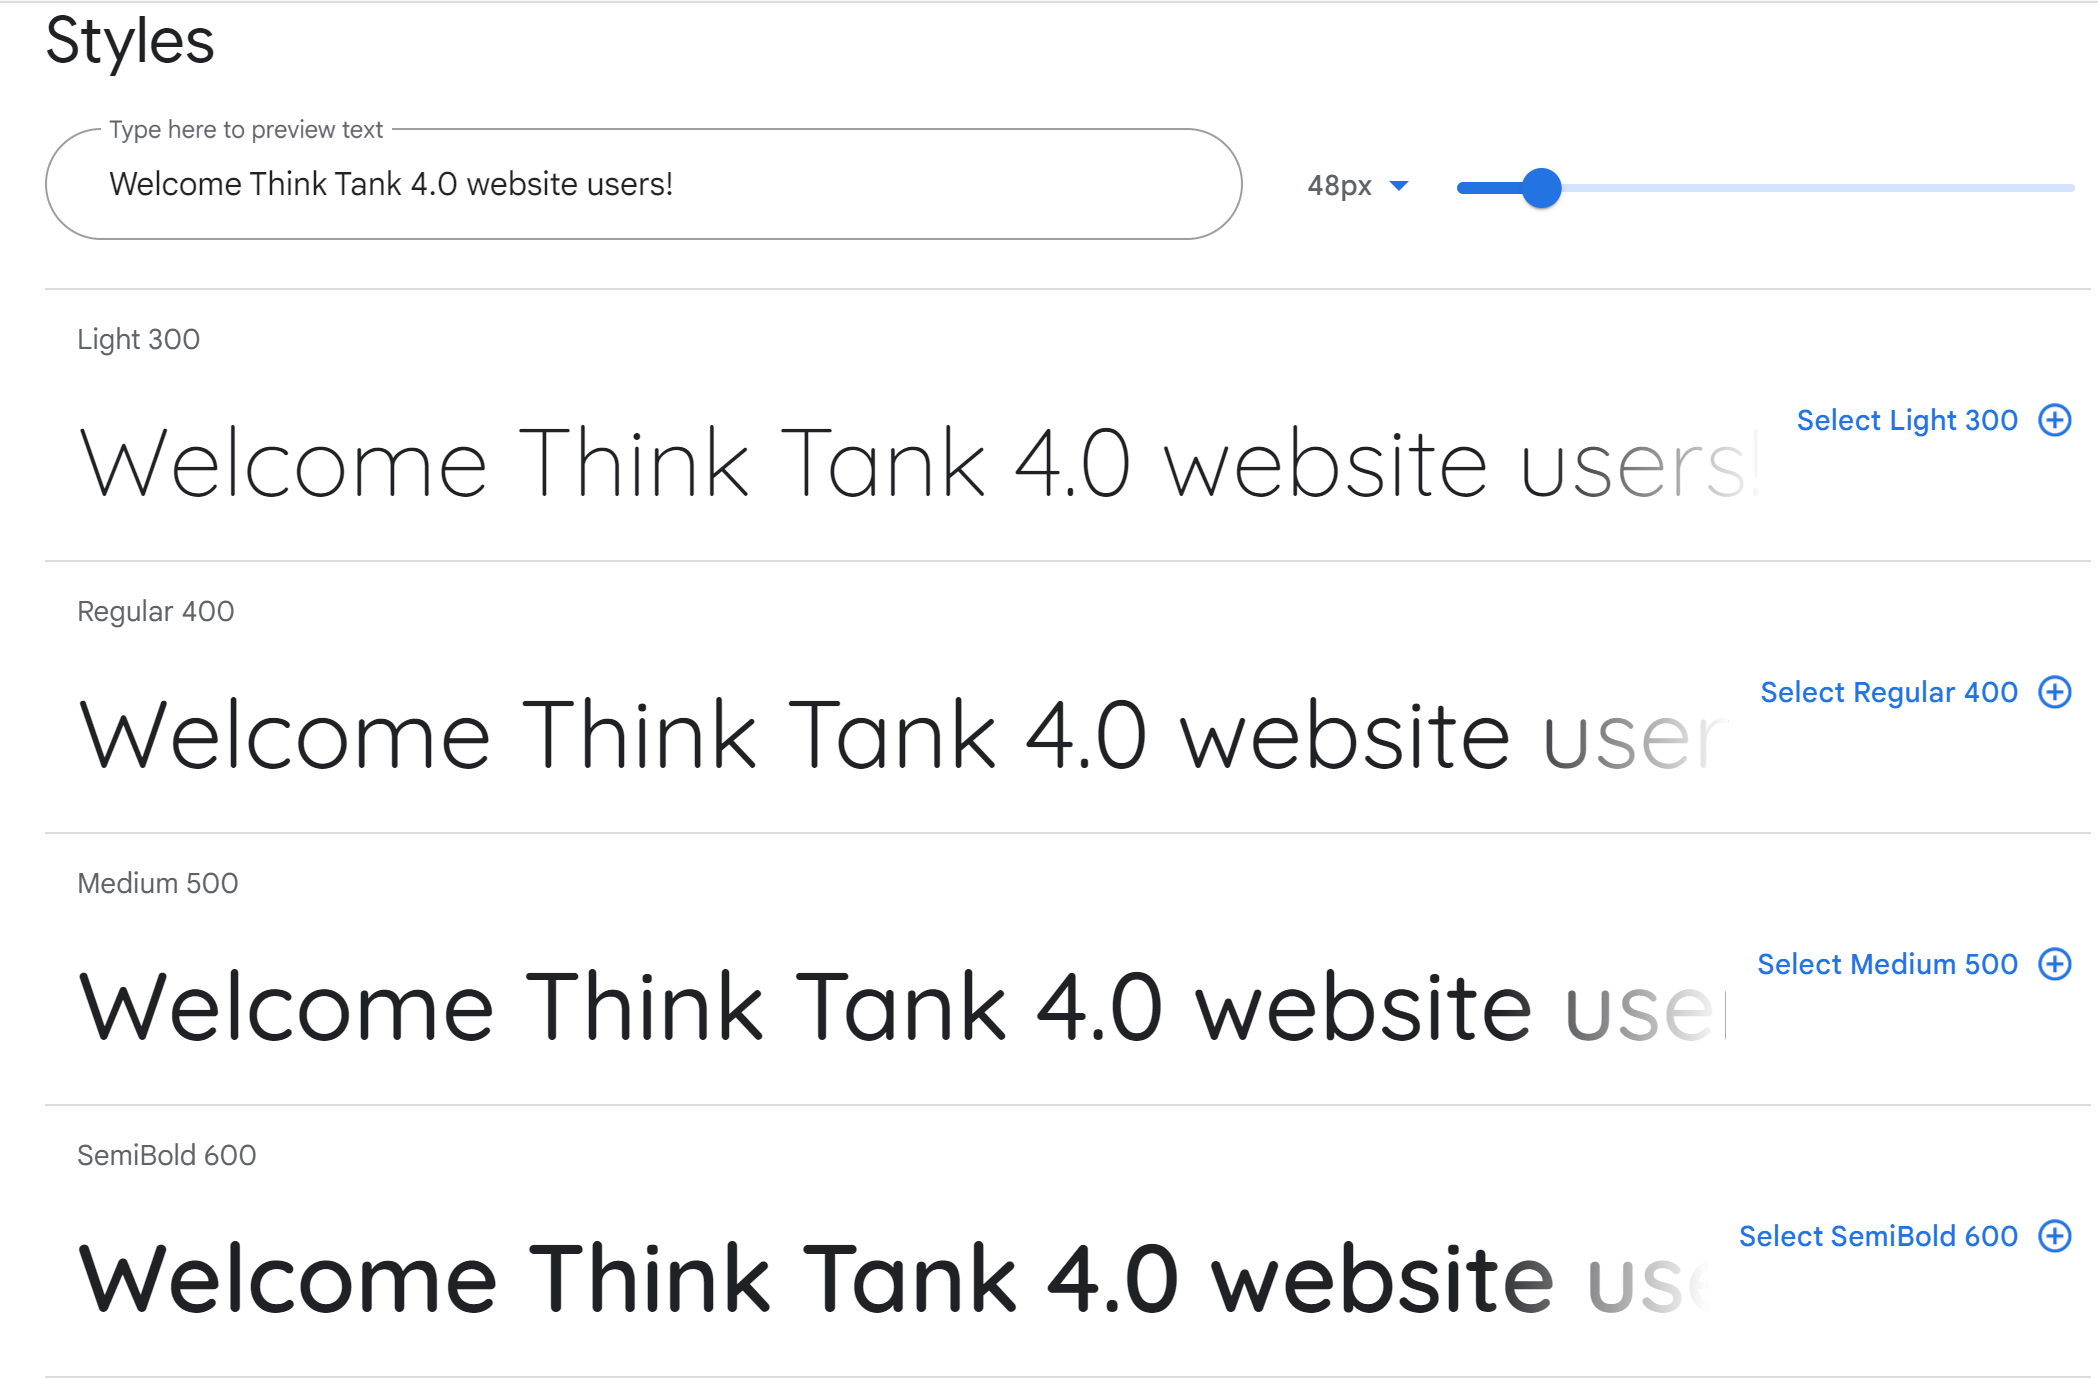 Styles
Type here to preview text
Welcome Think Tank 4.0 website users!
48px
Light 300
Welcome Think Tank 4.0 website users!
Select Light 300
Regular 400
Welcome Think Tank 4.0 website user
Select Regular 400
Medium 500
Welcome Think Tank 4.0 website use
Select Medium 500
SemiBold 600
Welcome Think Tank 4.0 website use
Select SemiBold 600